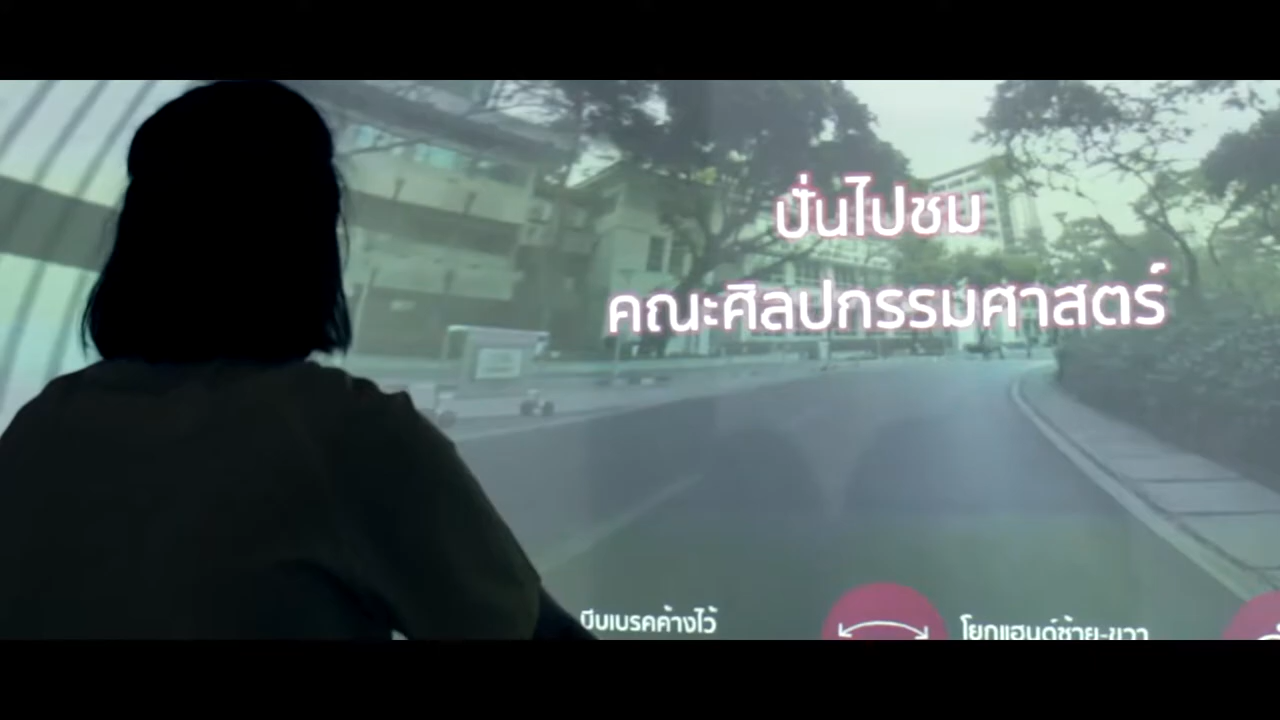 ปั่นไปชม
คณะศิลปกรรมศาสตร์
บีบเบรคค้างไว้
โยกแฮนด์ซ้าย-ขวา